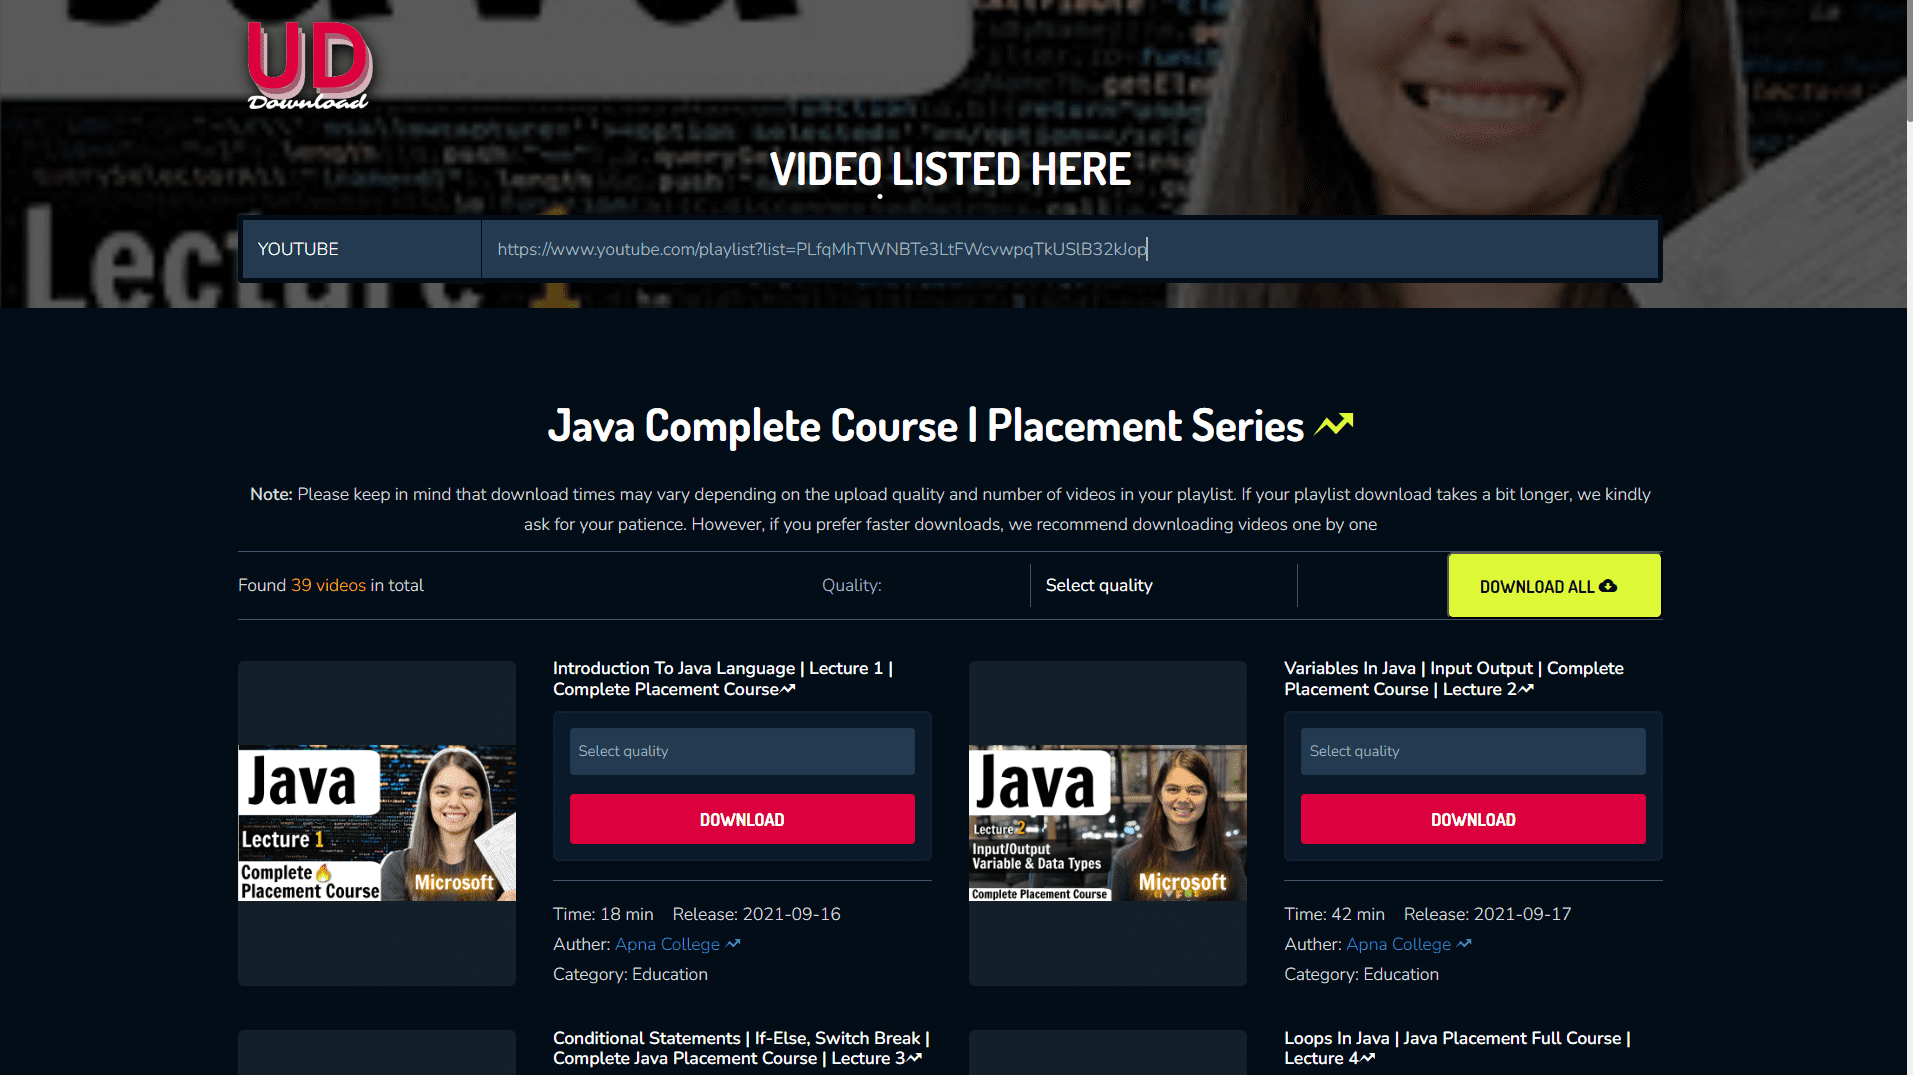 UD
Download
VIDEO LISTED HERE
YOUTUBE
https://www.youtube.com/playlist?list=PLfqMhTWNBTe3LtFWcvwpqTkUSlB32kJop
Lecture 1
Java Complete Course | Placement Series
Note: Please keep in mind that download times may vary depending on the upload quality and number of videos in your playlist. If your playlist download takes a bit longer, we kindly
ask for your patience. However, if you prefer faster downloads, we recommend downloading videos one by one
Found 39 videos in total
Quality:
Select quality
DOWNLOAD ALL
Java
Lecture 1
Complete
Placement Course
Microsoft
Introduction To Java Language | Lecture 1 |
Complete Placement Course
Select quality
DOWNLOAD
Time: 18 min Release: 2021-09-16
Auther: Apna College
Category: Education
Java
Lecture 2
Input/Output
Variable & Data Types
Complete Placement Course
Microsoft
Variables In Java | Input Output | Complete
Placement Course | Lecture 2
Select quality
DOWNLOAD
Time: 42 min Release: 2021-09-17
Auther: Apna College
Category: Education
Conditional Statements | If-Else, Switch Break |
Complete Java Placement Course | Lecture 3
Loops In Java | Java Placement Full Course |
Lecture 4